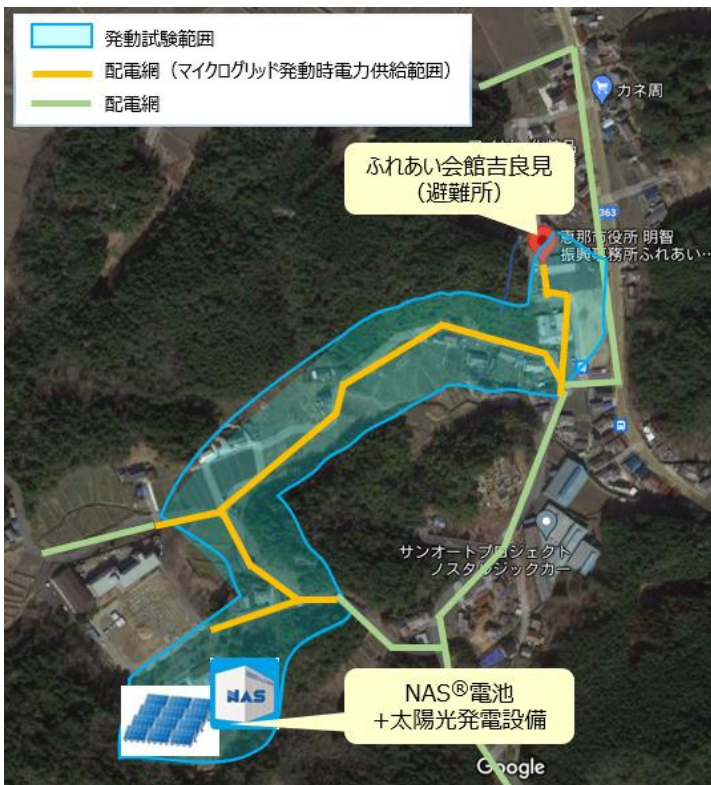 発動試験範囲
配電網（マイクログリッド発動時電力供給範囲）
配電網
カネ周
ふれあい会館吉良見
（避難所）
363
恵那市役所 明智
振興事務所ふれあい…
サンオートプロジェクト
ノスタルジックカー
NAS
NAS®電池
+太陽光発電設備
Google